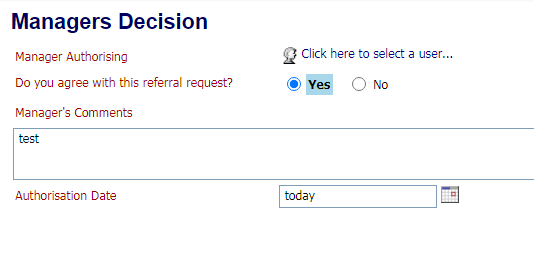 Managers Decision
Manager Authorising Click here to select a user...
Do you agree with this referral request? Yes No
Manager's Comments
test
Authorisation Date today